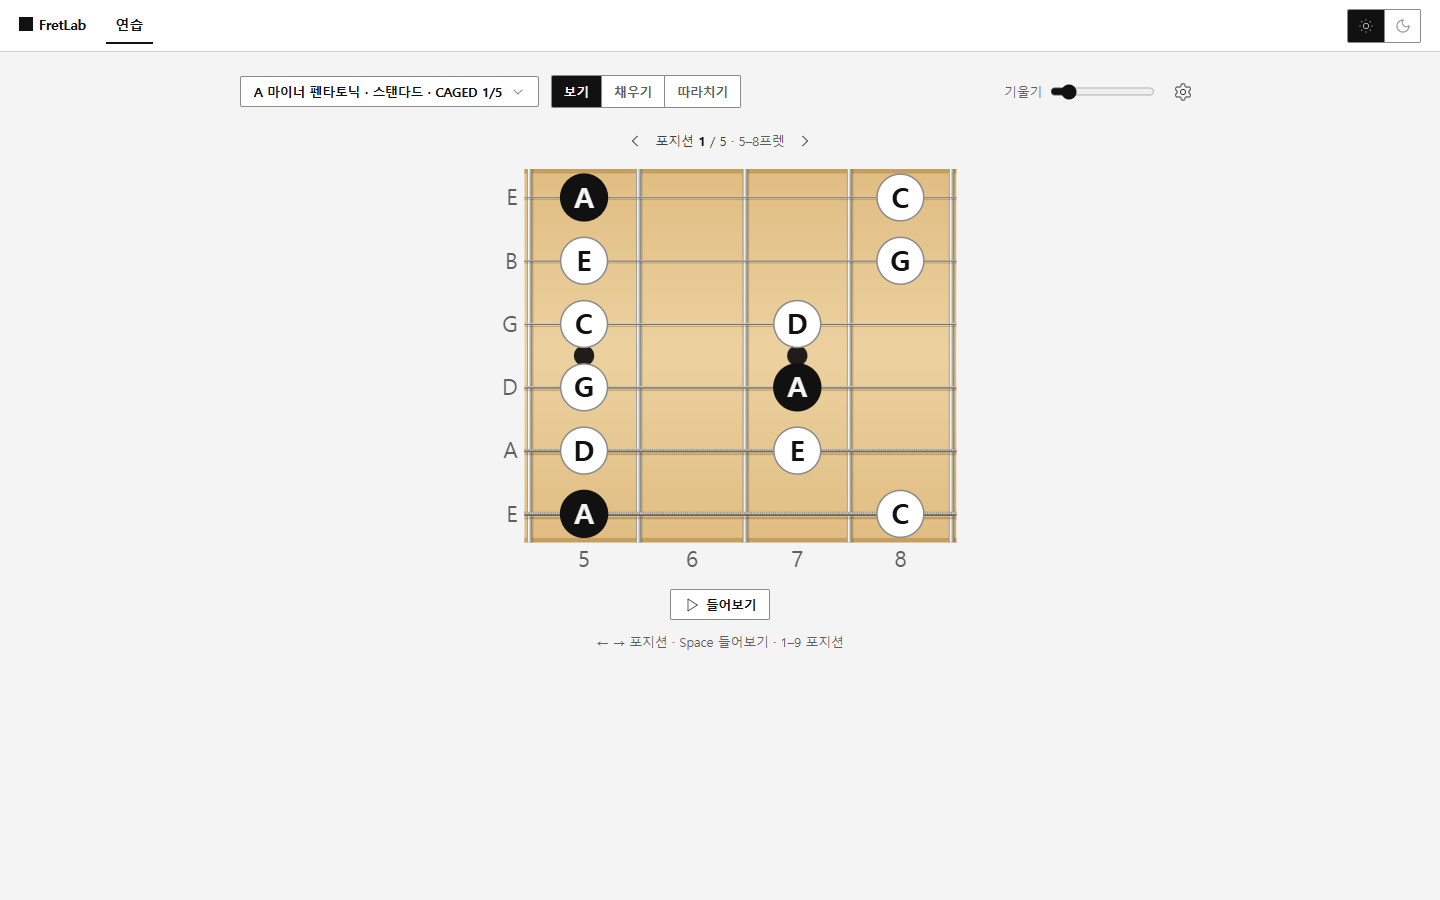 FretLab 연습
A 마이너 펜타토닉 · 스탠다드 · CAGED 1/5 보기 채우기 따라치기 기울기
포지션 1 / 5 · 5–8프렛
E A C
B E G
G C D
D G A
A D E
E A C
5 6 7 8
들어보기
← → 포지션 · Space 들어보기 · 1–9 포지션